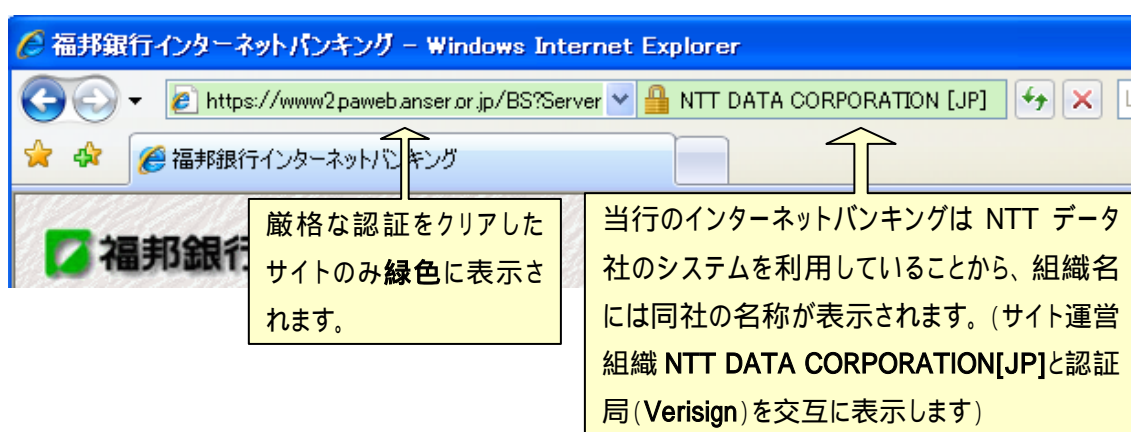 福邦銀行インターネットバンキング - Windows Internet Explorer
https://www2.paweb.anser.or.jp/BS?Server NTT DATA CORPORATION [JP]
福邦銀行インターネットバンキング
福邦銀行
厳格な認証をクリアした
サイトのみ緑色に表示さ
れます。
当行のインターネットバンキングは NTT データ
社のシステムを利用していることから、組織名
には同社の名称が表示されます。(サイト運営
組織 NTT DATA CORPORATION[JP]と認証
局(Verisign)を交互に表示します)